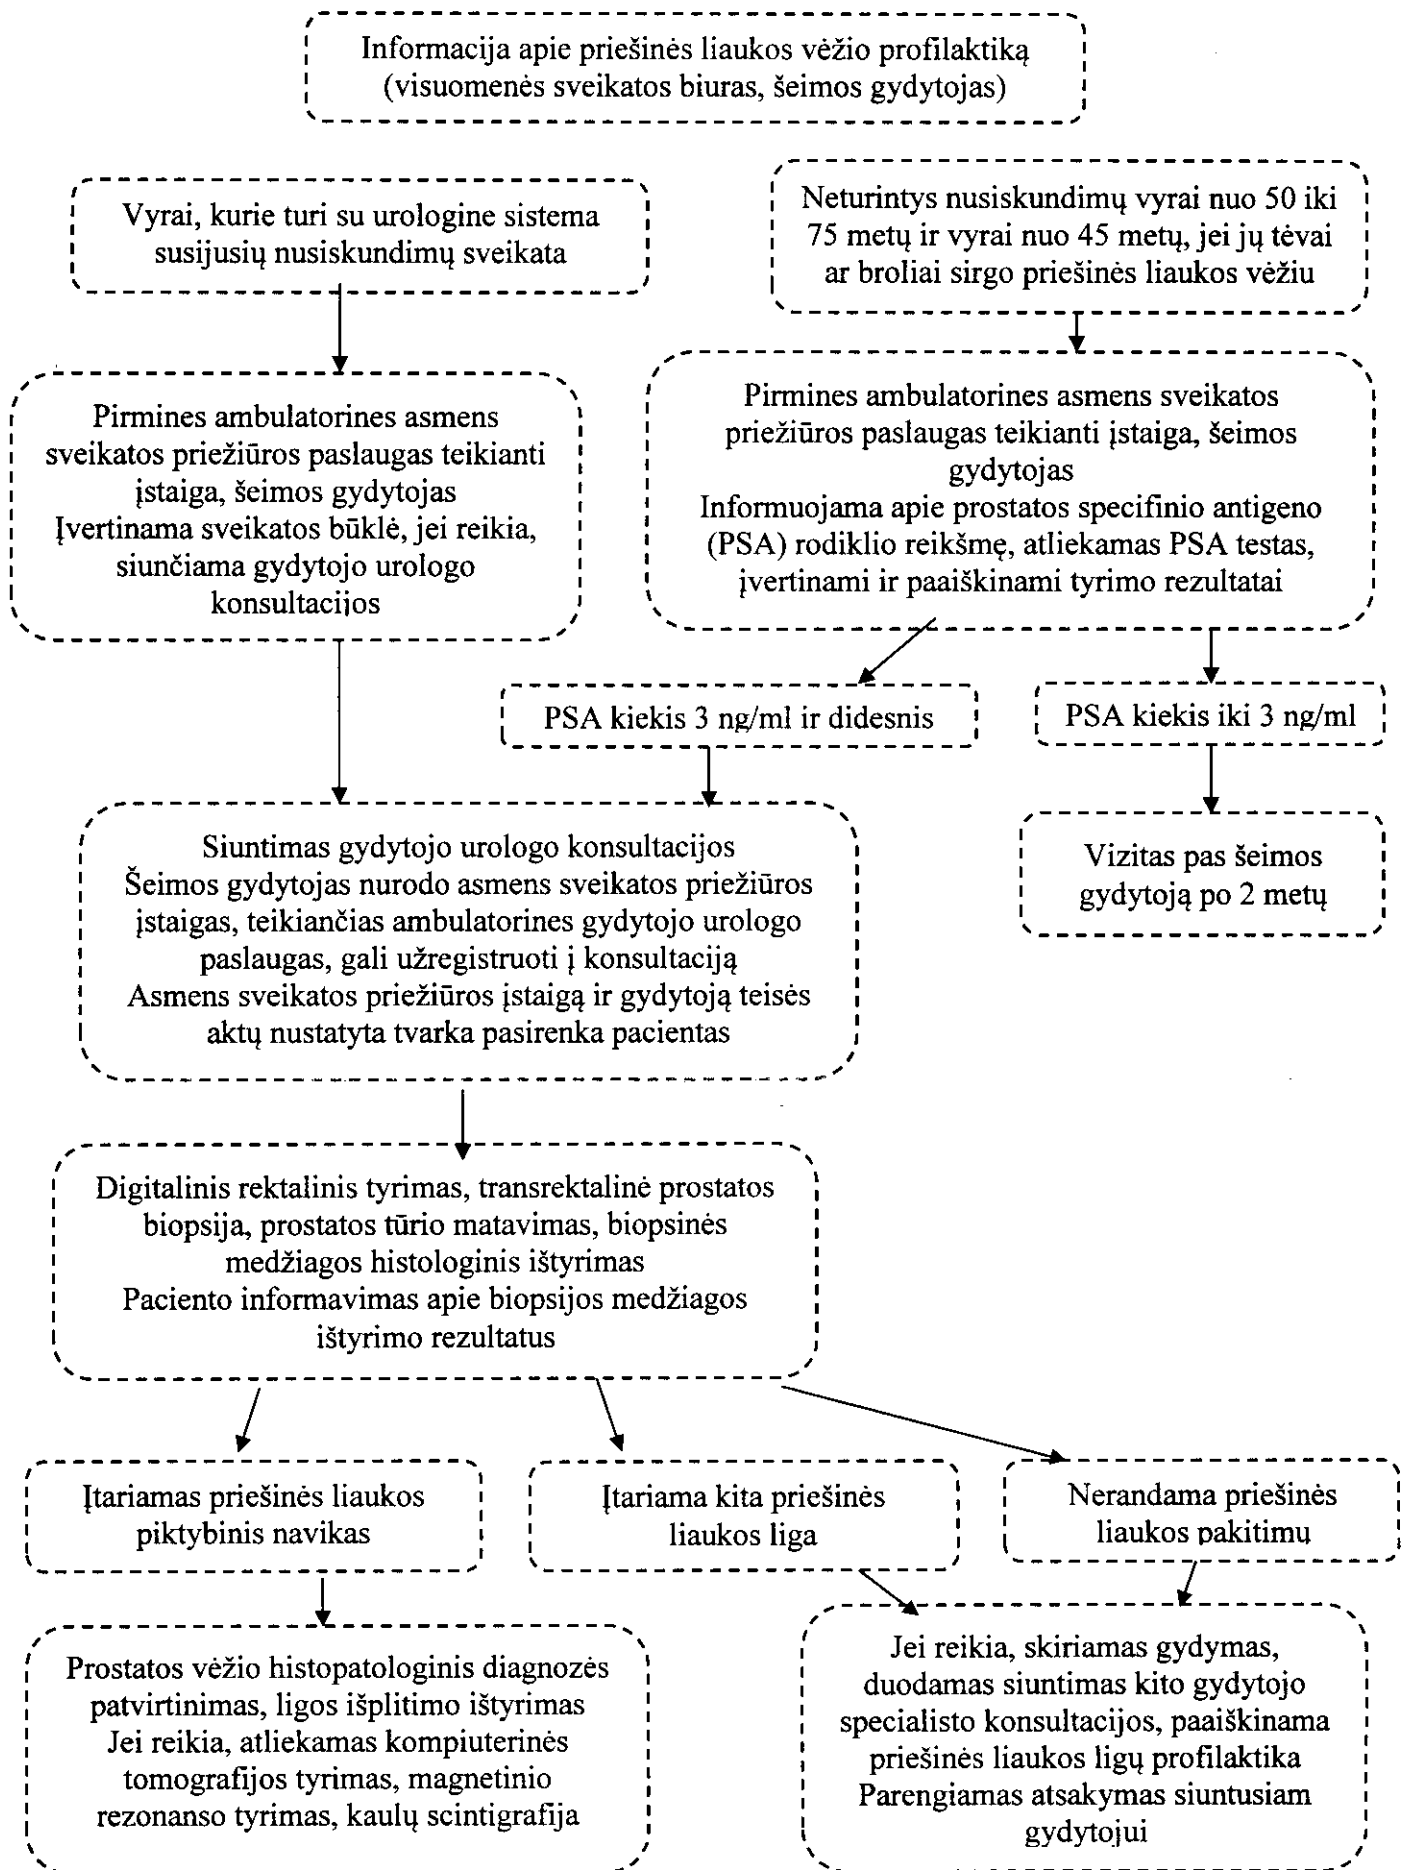 Informacija apie priešinės liaukos vėžio profilaktiką
(visuomenės sveikatos biuras, šeimos gydytojas)
Vyrai, kurie turi su urologine sistema
susijusių nusiskundimų sveikata
Neturintys nusiskundimų vyrai nuo 50 iki
75 metų ir vyrai nuo 45 metų, jei jų tėvai
ar broliai sirgo priešinės liaukos vėžiu
Pirmines ambulatorines asmens
sveikatos priežiūros paslaugas teikianti
įstaiga, šeimos gydytojas
Įvertinama sveikatos būklė, jei reikia,
siunčiama gydytojo urologo
konsultacijos
Pirmines ambulatorines asmens sveikatos
priežiūros paslaugas teikianti įstaiga, šeimos
gydytojas
Informuojama apie prostatos specifinio antigeno
(PSA) rodiklio reikšmę, atliekamas PSA testas,
įvertinami ir paaiškinami tyrimo rezultatai
PSA kiekis 3 ng/ml ir didesnis
PSA kiekis iki 3 ng/ml
Siuntimas gydytojo urologo konsultacijos
Šeimos gydytojas nurodo asmens sveikatos priežiūros
įstaigas, teikiančias ambulatorines gydytojo urologo
paslaugas, gali užregistruoti į konsultaciją
Asmens sveikatos priežiūros įstaigą ir gydytoją teisės
aktų nustatyta tvarka pasirenka pacientas
Vizitas pas šeimos
gydytoją po 2 metų
Digitalinis rektalinis tyrimas, transrektalinė prostatos
biopsija, prostatos tūrio matavimas, biopsinės
medžiagos histologinis ištyrimas
Paciento informavimas apie biopsijos medžiagos
ištyrimo rezultatus
Įtariamas priešinės liaukos
piktybinis navikas
Įtariama kita priešinės
liaukos liga
Nerandama priešinės
liaukos pakitimų
Prostatos vėžio histopatologinis diagnozės
patvirtinimas, ligos išplitimo ištyrimas
Jei reikia, atliekamas kompiuterinės
tomografijos tyrimas, magnetinio
rezonanso tyrimas, kaulų scintigrafija
Jei reikia, skiriamas gydymas,
duodamas siuntimas kito gydytojo
specialisto konsultacijos, paaiškinama
priešinės liaukos ligų profilaktika
Parengiamas atsakymas siuntusiam
gydytojui